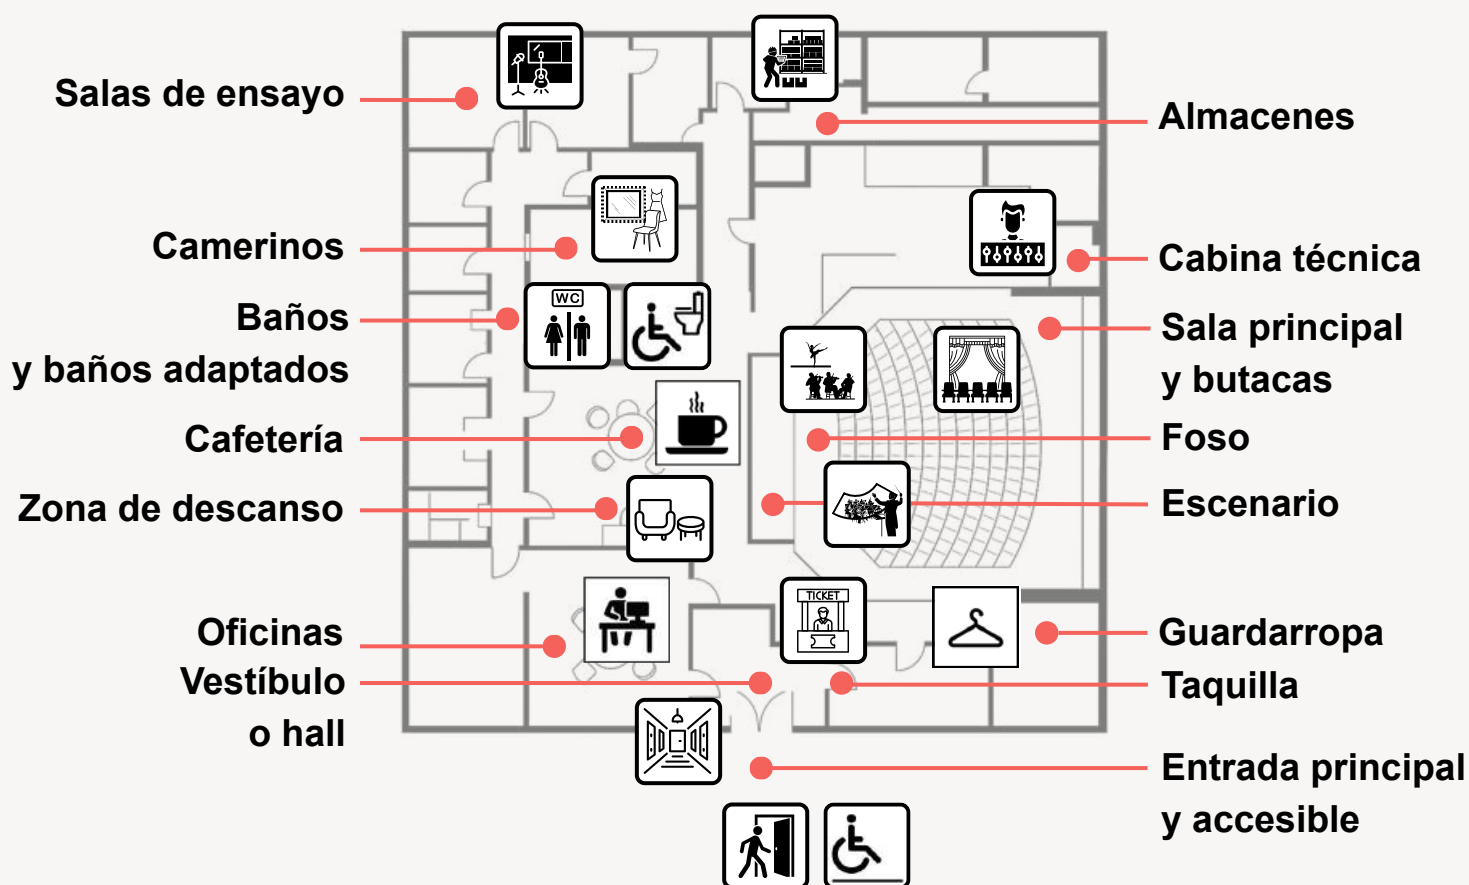 Salas de ensayo
Almacenes
Camerinos
Cabina técnica
WC
Baños
y baños adaptados
Sala principal
y butacas
Cafetería
Foso
Zona de descanso
Escenario
TICKET
Oficinas
Guardarropa
Vestíbulo
o hall
Taquilla
Entrada principal
y accesible